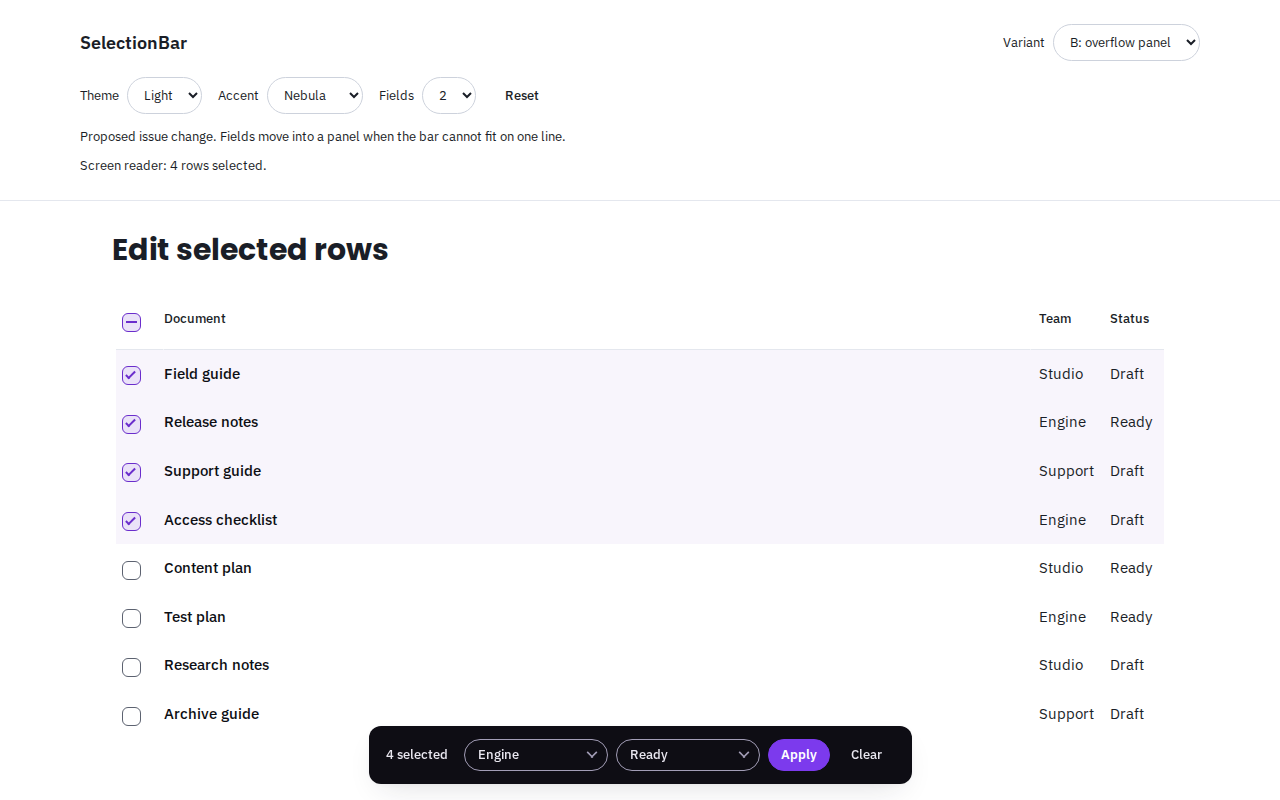 SelectionBar
Variant B: overflow panel
Theme Light Accent Nebula Fields 2 Reset
Proposed issue change. Fields move into a panel when the bar cannot fit on one line.
Screen reader: 4 rows selected.
Edit selected rows
Document Team Status
Field guide Studio Draft
Release notes Engine Ready
Support guide Support Draft
Access checklist Engine Draft
Content plan Studio Ready
Test plan Engine Ready
Research notes Studio Draft
Archive guide Support Draft
4 selected Engine Ready Apply Clear